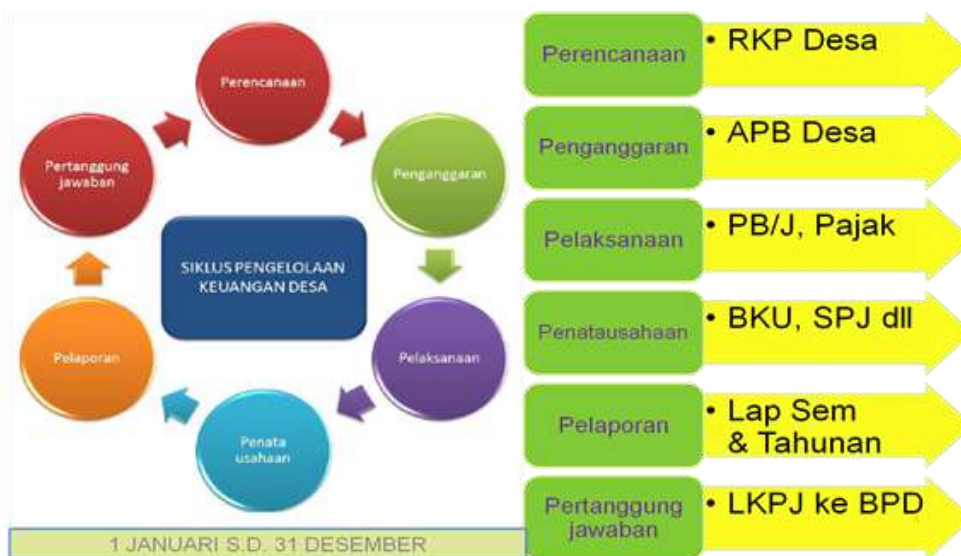 Perencanaan
Penganggaran
Pelaksanaan
Penata
usahaan
Pelaporan
Pertanggung
jawaban
SIKLUS PENGELOLAAN
KEUANGAN DESA
1 JANUARI S.D. 31 DESEMBER
Perencanaan
• RKP Desa
Penganggaran
• APB Desa
Pelaksanaan
• PB/J, Pajak
Penatausahaan
• BKU, SPJ dll
Pelaporan
• Lap Sem
& Tahunan
Pertanggung
jawaban
• LKPJ ke BPD